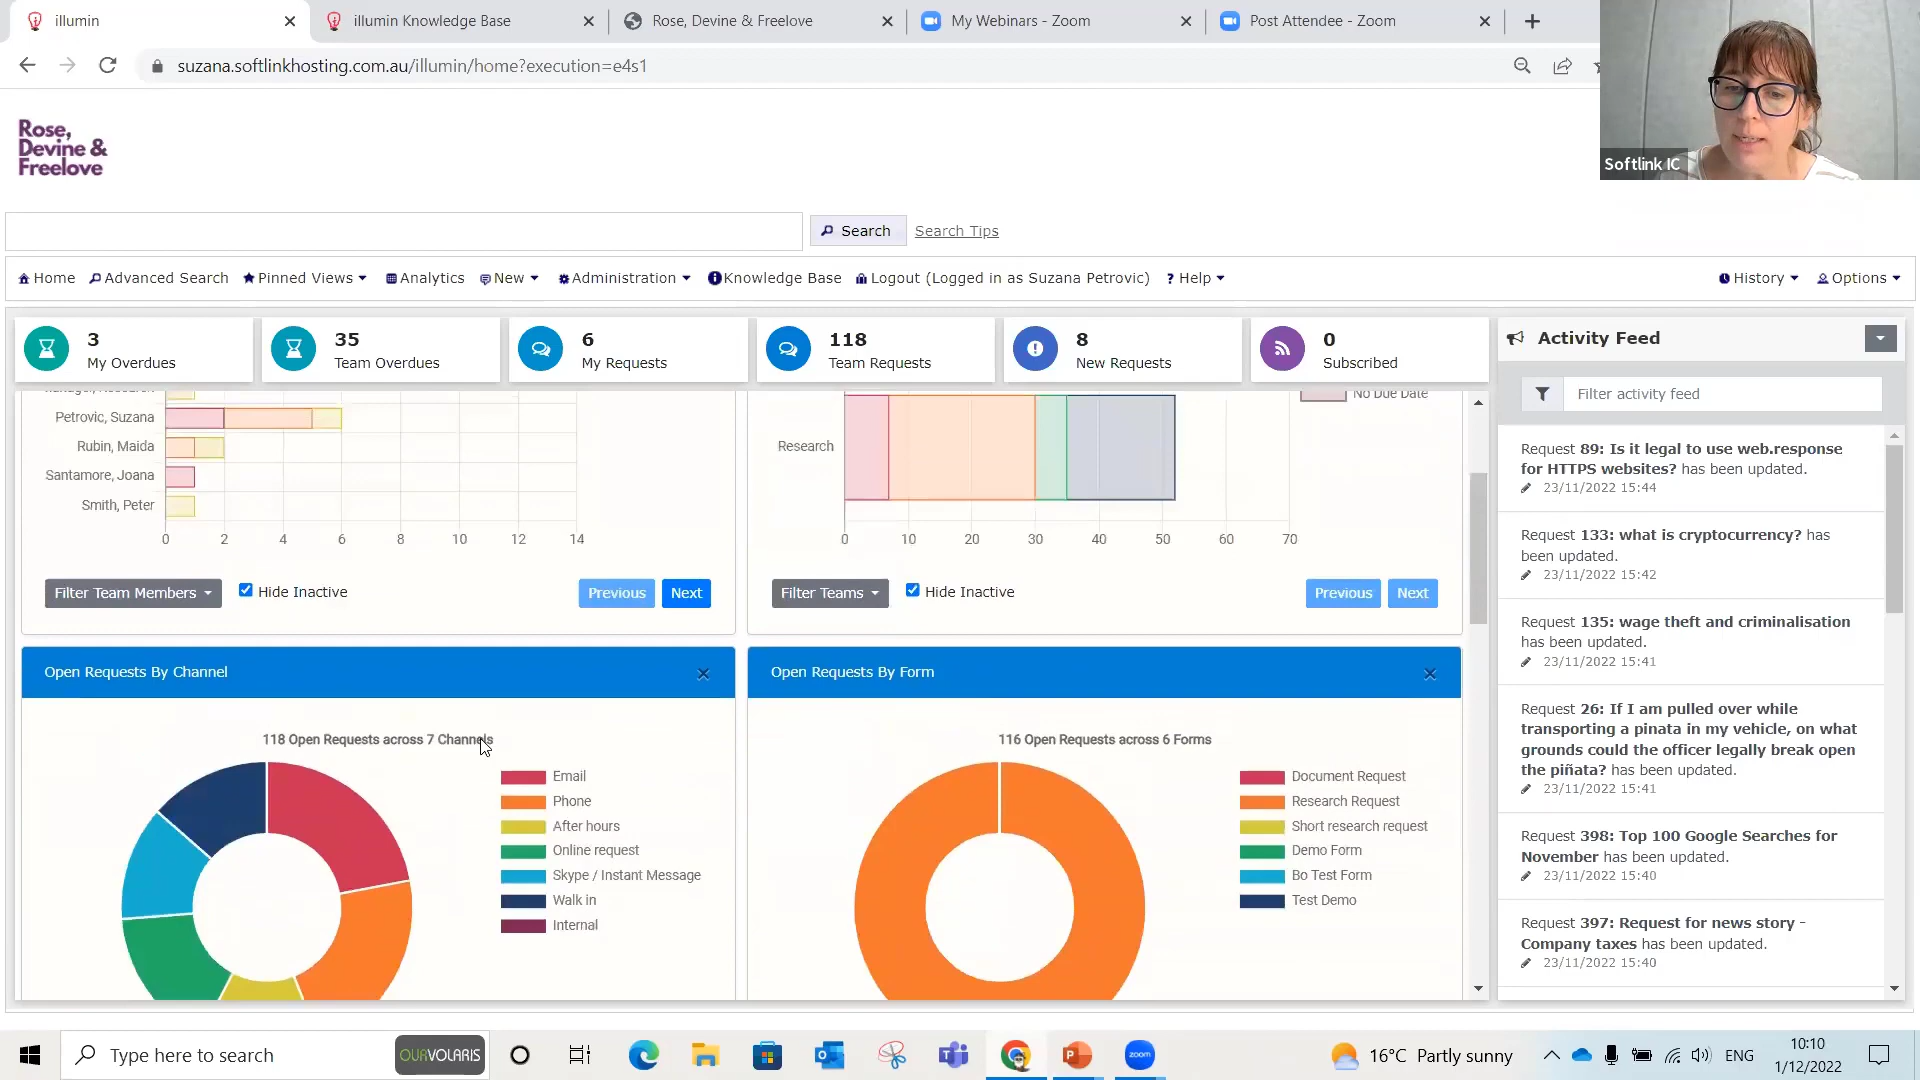 illumin
illumin Knowledge Base
Rose, Devine & Freelove
My Webinars - Zoom
Post Attendee - Zoom
suzana.softlinkhosting.com.au/illumin/home?execution=e4s1
Softlink IC
Rose,
Devine &
Freelove
Search
Search Tips
Home
Advanced Search
Pinned Views
Analytics
New
Administration
Knowledge Base
Logout (Logged in as Suzana Petrovic)
? Help
History
Options
3
My Overdues
35
Team Overdues
6
My Requests
118
Team Requests
8
New Requests
0
Subscribed
Petrovic, Suzana
Rubin, Maida
Santamore, Joana
Smith, Peter
0 2 4 6 8 10 12 14
Filter Team Members
Hide Inactive
Previous
Next
No Due Date
Research
0 10 20 30 40 50 60 70
Filter Teams
Hide Inactive
Previous
Next
Open Requests By Channel
118 Open Requests across 7 Channels
Email
Phone
After hours
Online request
Skype / Instant Message
Walk in
Internal
Open Requests By Form
116 Open Requests across 6 Forms
Document Request
Research Request
Short research request
Demo Form
Bo Test Form
Test Demo
Activity Feed
Filter activity feed
Request 89: Is it legal to use web.response
for HTTPS websites? has been updated.
23/11/2022 15:44
Request 133: what is cryptocurrency? has
been updated.
23/11/2022 15:42
Request 135: wage theft and criminalisation
has been updated.
23/11/2022 15:41
Request 26: If I am pulled over while
transporting a pinata in my vehicle, on what
grounds could the officer legally break open
the piñata? has been updated.
23/11/2022 15:41
Request 398: Top 100 Google Searches for
November has been updated.
23/11/2022 15:40
Request 397: Request for news story -
Company taxes has been updated.
23/11/2022 15:40
Type here to search
OURVOLARIS
zoom
16°C Partly sunny
ENG
10:10
1/12/2022